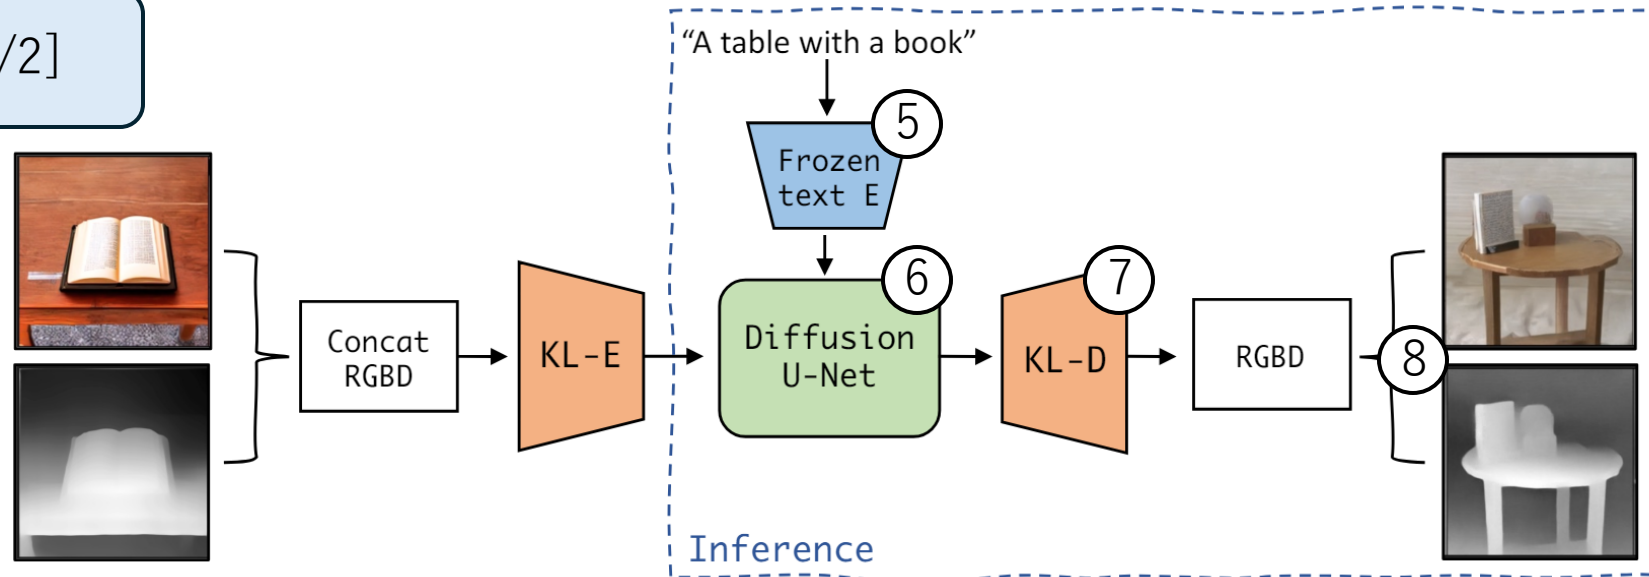 /2]
“A table with a book”
5
Frozen
text E
6
7
Concat
RGBD
KL-E
Diffusion
U-Net
KL-D
RGBD
8
Inference